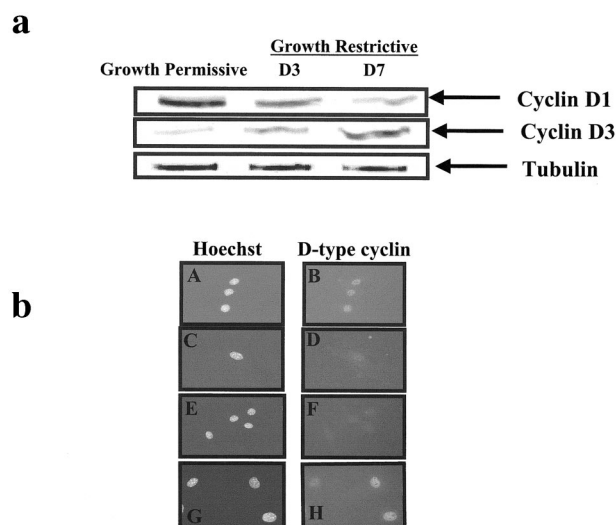 a
Growth Restrictive
Growth Permissive D3 D7
Cyclin D1
Cyclin D3
Tubulin
Hoechst D-type cyclin
b
A B
C D
E F
G H